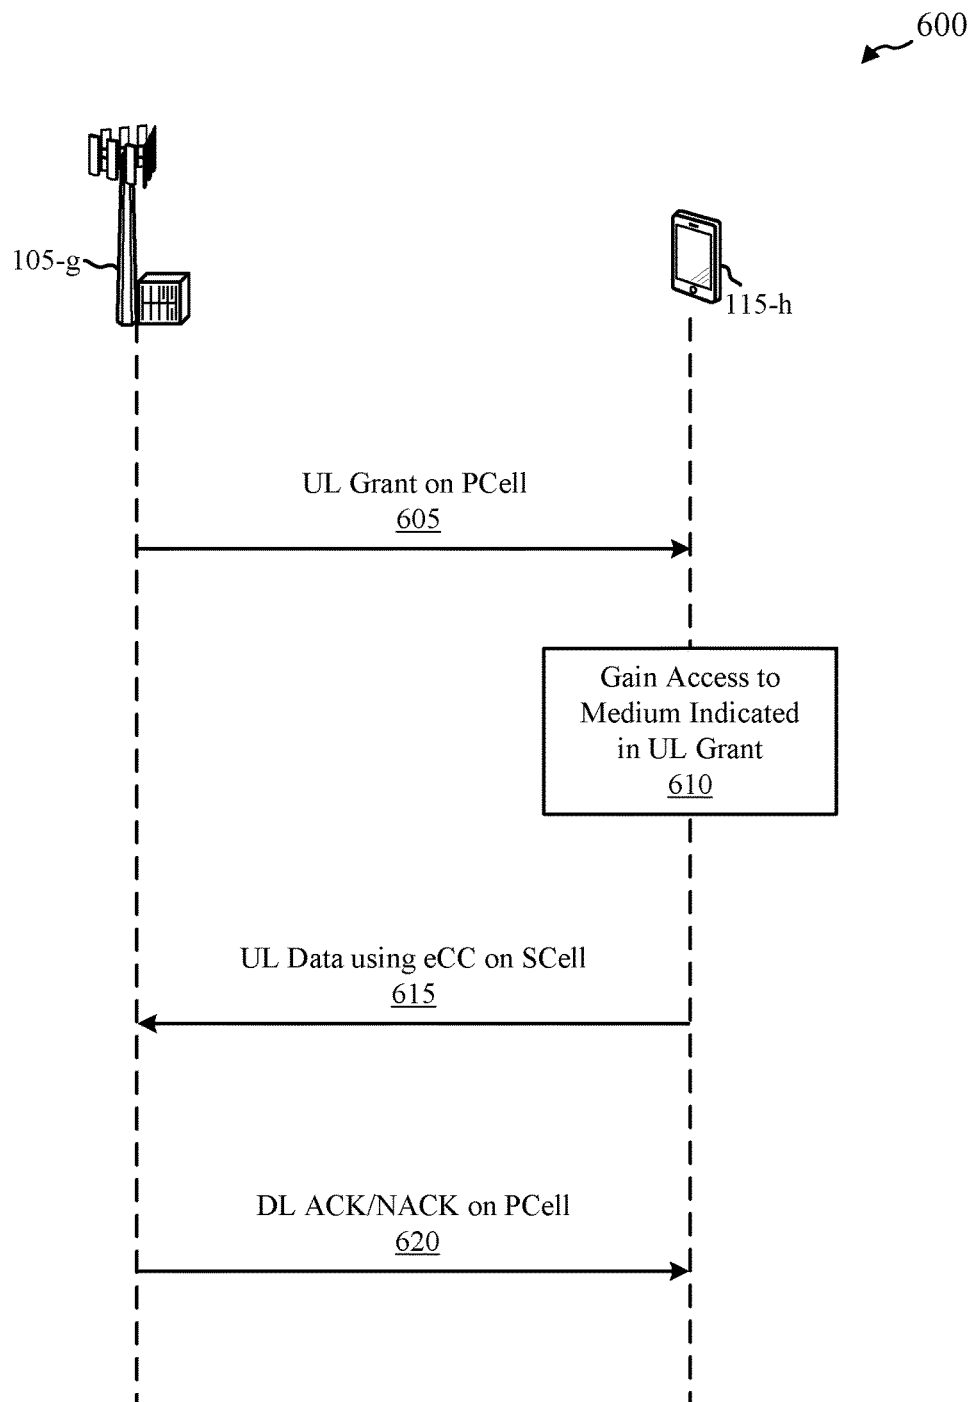 600
105-g
115-h
UL Grant on PCell
605
Gain Access to
Medium Indicated
in UL Grant
610
UL Data using eCC on SCell
615
DL ACK/NACK on PCell
620